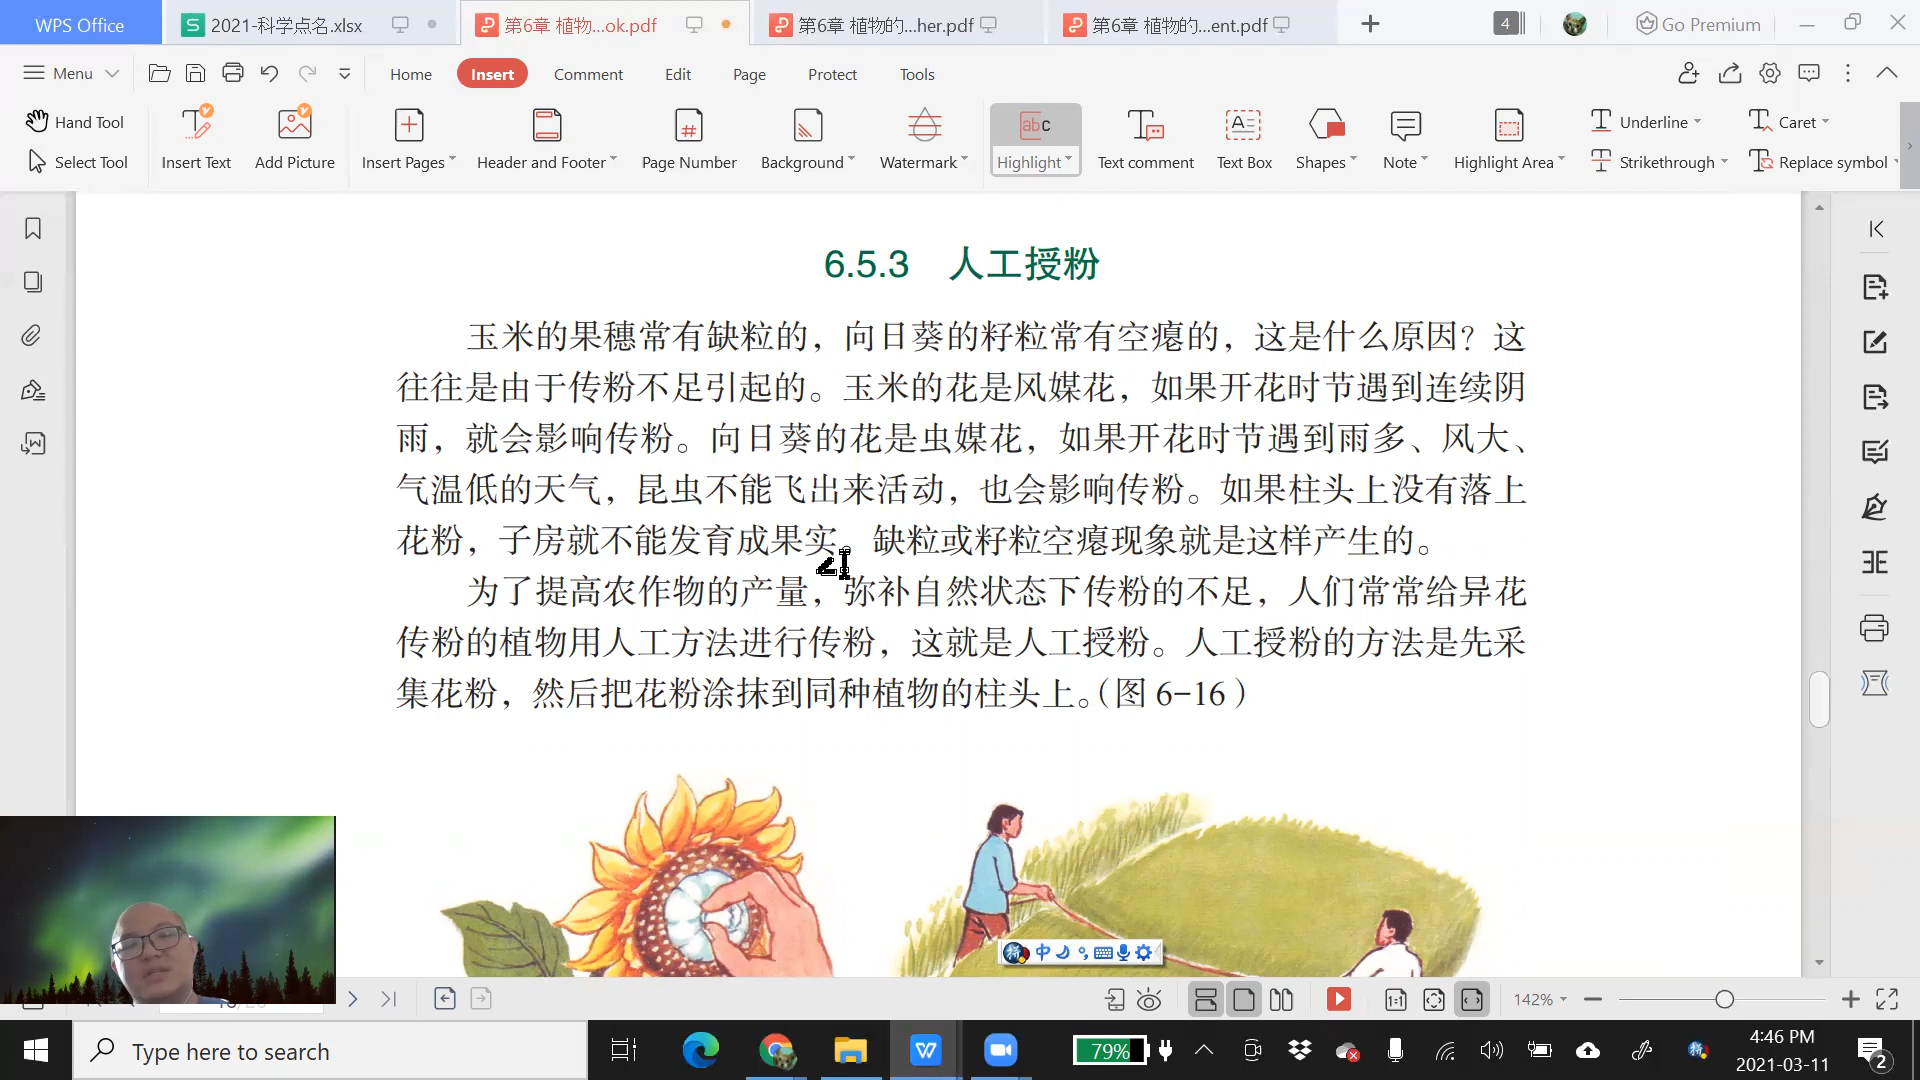 WPS Office
2021-科学点名.xlsx
第6章 植物...ok.pdf
第6章 植物的...her.pdf
第6章 植物的...ent.pdf
4
Go Premium
Menu
Home
Insert
Comment
Edit
Page
Protect
Tools
Hand Tool
Select Tool
Insert Text
Add Picture
Insert Pages
Header and Footer
Page Number
Background
Watermark
Highlight
Text comment
Text Box
Shapes
Note
Highlight Area
Underline
Strikethrough
Caret
Replace symbol
6.5.3 人工授粉
玉米的果穗常有缺粒的，向日葵的籽粒常有空瘪的，这是什么原因？这
往往是由于传粉不足引起的。玉米的花是风媒花，如果开花时节遇到连续阴
雨，就会影响传粉。向日葵的花是虫媒花，如果开花时节遇到雨多、风大、
气温低的天气，昆虫不能飞出来活动，也会影响传粉。如果柱头上没有落上
花粉，子房就不能发育成果实。缺粒或籽粒空瘪现象就是这样产生的。
为了提高农作物的产量，弥补自然状态下传粉的不足，人们常常给异花
传粉的植物用人工方法进行传粉，这就是人工授粉。人工授粉的方法是先采
集花粉，然后把花粉涂抹到同种植物的柱头上。（图 6-16）
中
142%
Type here to search
79%
4:46 PM
2021-03-11
2